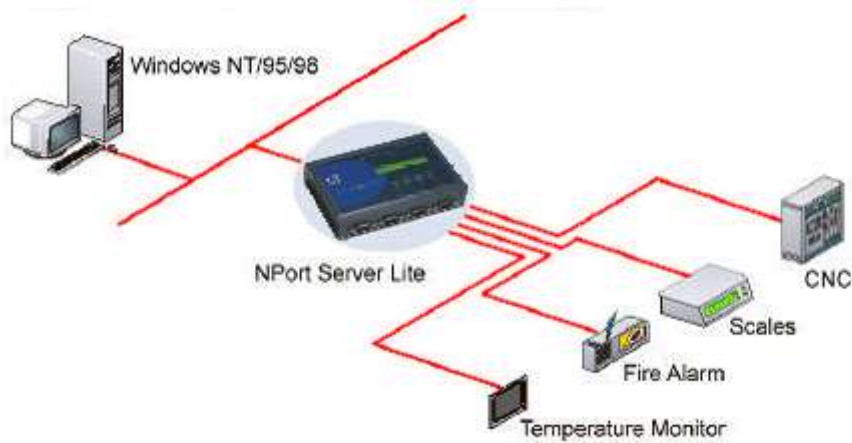 Windows NT/95/98
NPort Server Lite
CNC
Scales
Fire Alarm
Temperature Monitor